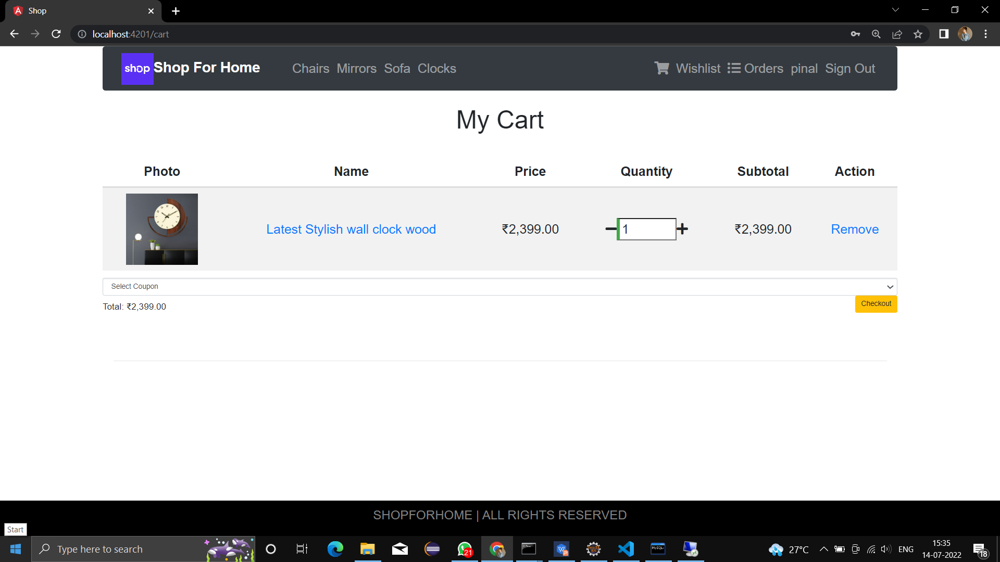 Shop
localhost:4201/cart
shop Shop For Home Chairs Mirrors Sofa Clocks Wishlist Orders pinal Sign Out
My Cart
Photo Name Price Quantity Subtotal Action
Latest Stylish wall clock wood ₹2,399.00 1 ₹2,399.00 Remove
Select Coupon
Total: ₹2,399.00 Checkout
SHOPFORHOME | ALL RIGHTS RESERVED
Start
Type here to search 21 MySQL 27°C ENG 15:35
14-07-2022 18